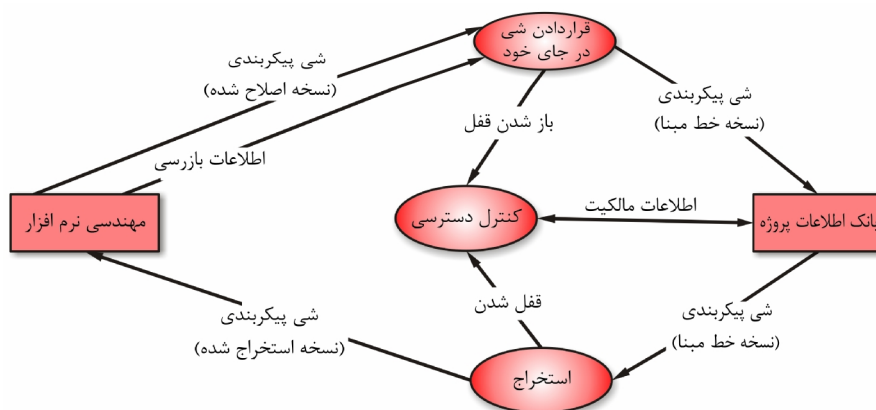 قراردادن شی
در جای خود
شی پیکربندی
(نسخه اصلاح شده)
شی پیکربندی
(نسخه خط مبنا)
باز شدن قفل
اطلاعات بازرسی
مهندسی نرم افزار
کنترل دسترسی
اطلاعات مالکیت
بانک اطلاعات پروژه
قفل شدن
شی پیکربندی
(نسخه استخراج شده)
شی پیکربندی
(نسخه خط مبنا)
استخراج